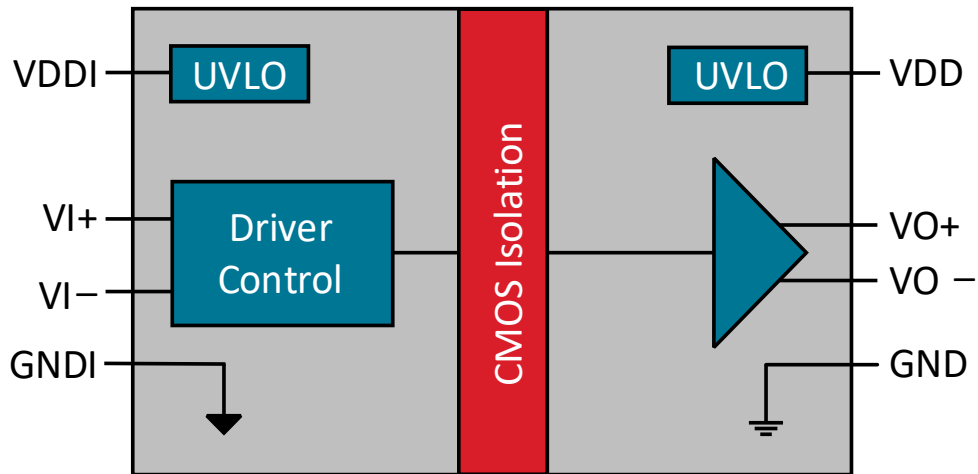 VDDI
UVLO
UVLO
VDD
VI+
VI−
Driver
Control
CMOS Isolation
VO+
VO −
GNDI
GND